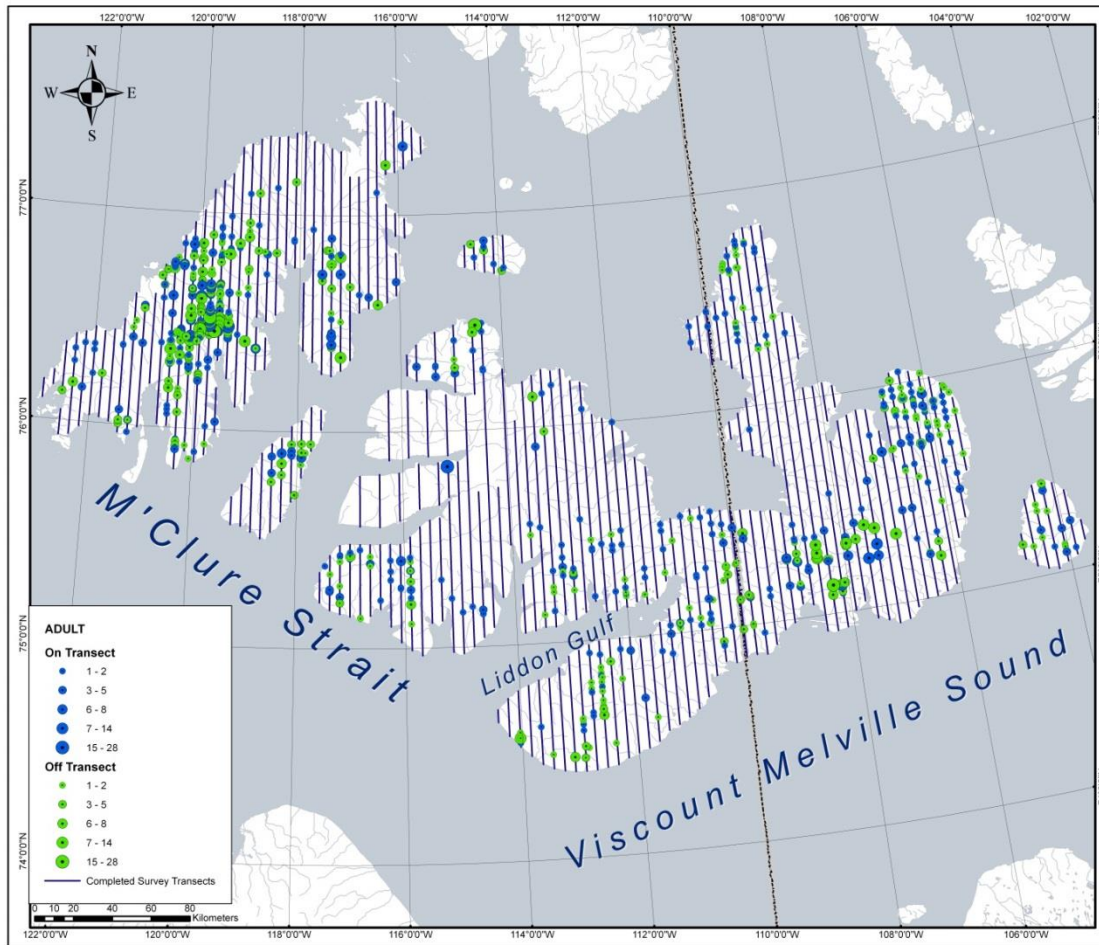 122°0'0"W 120°0'0"W 118°0'0"W 116°0'0"W 114°0'0"W 112°0'0"W 110°0'0"W 108°0'0"W 106°0'0"W 104°0'0"W 102°0'0"W
N
W E
S
77°0'0"N
76°0'0"N
75°0'0"N
74°0'0"N
M'Clure Strait
Liddon Gulf
Viscount Melville Sound
ADULT
On Transect
1 - 2
3 - 5
6 - 8
7 - 14
15 - 28
Off Transect
1 - 2
3 - 5
6 - 8
7 - 14
15 - 28
Completed Survey Transects
0 10 20 40 60 80
Kilometers
122°0'0"W 120°0'0"W 118°0'0"W 116°0'0"W 114°0'0"W 112°0'0"W 110°0'0"W 108°0'0"W 106°0'0"W